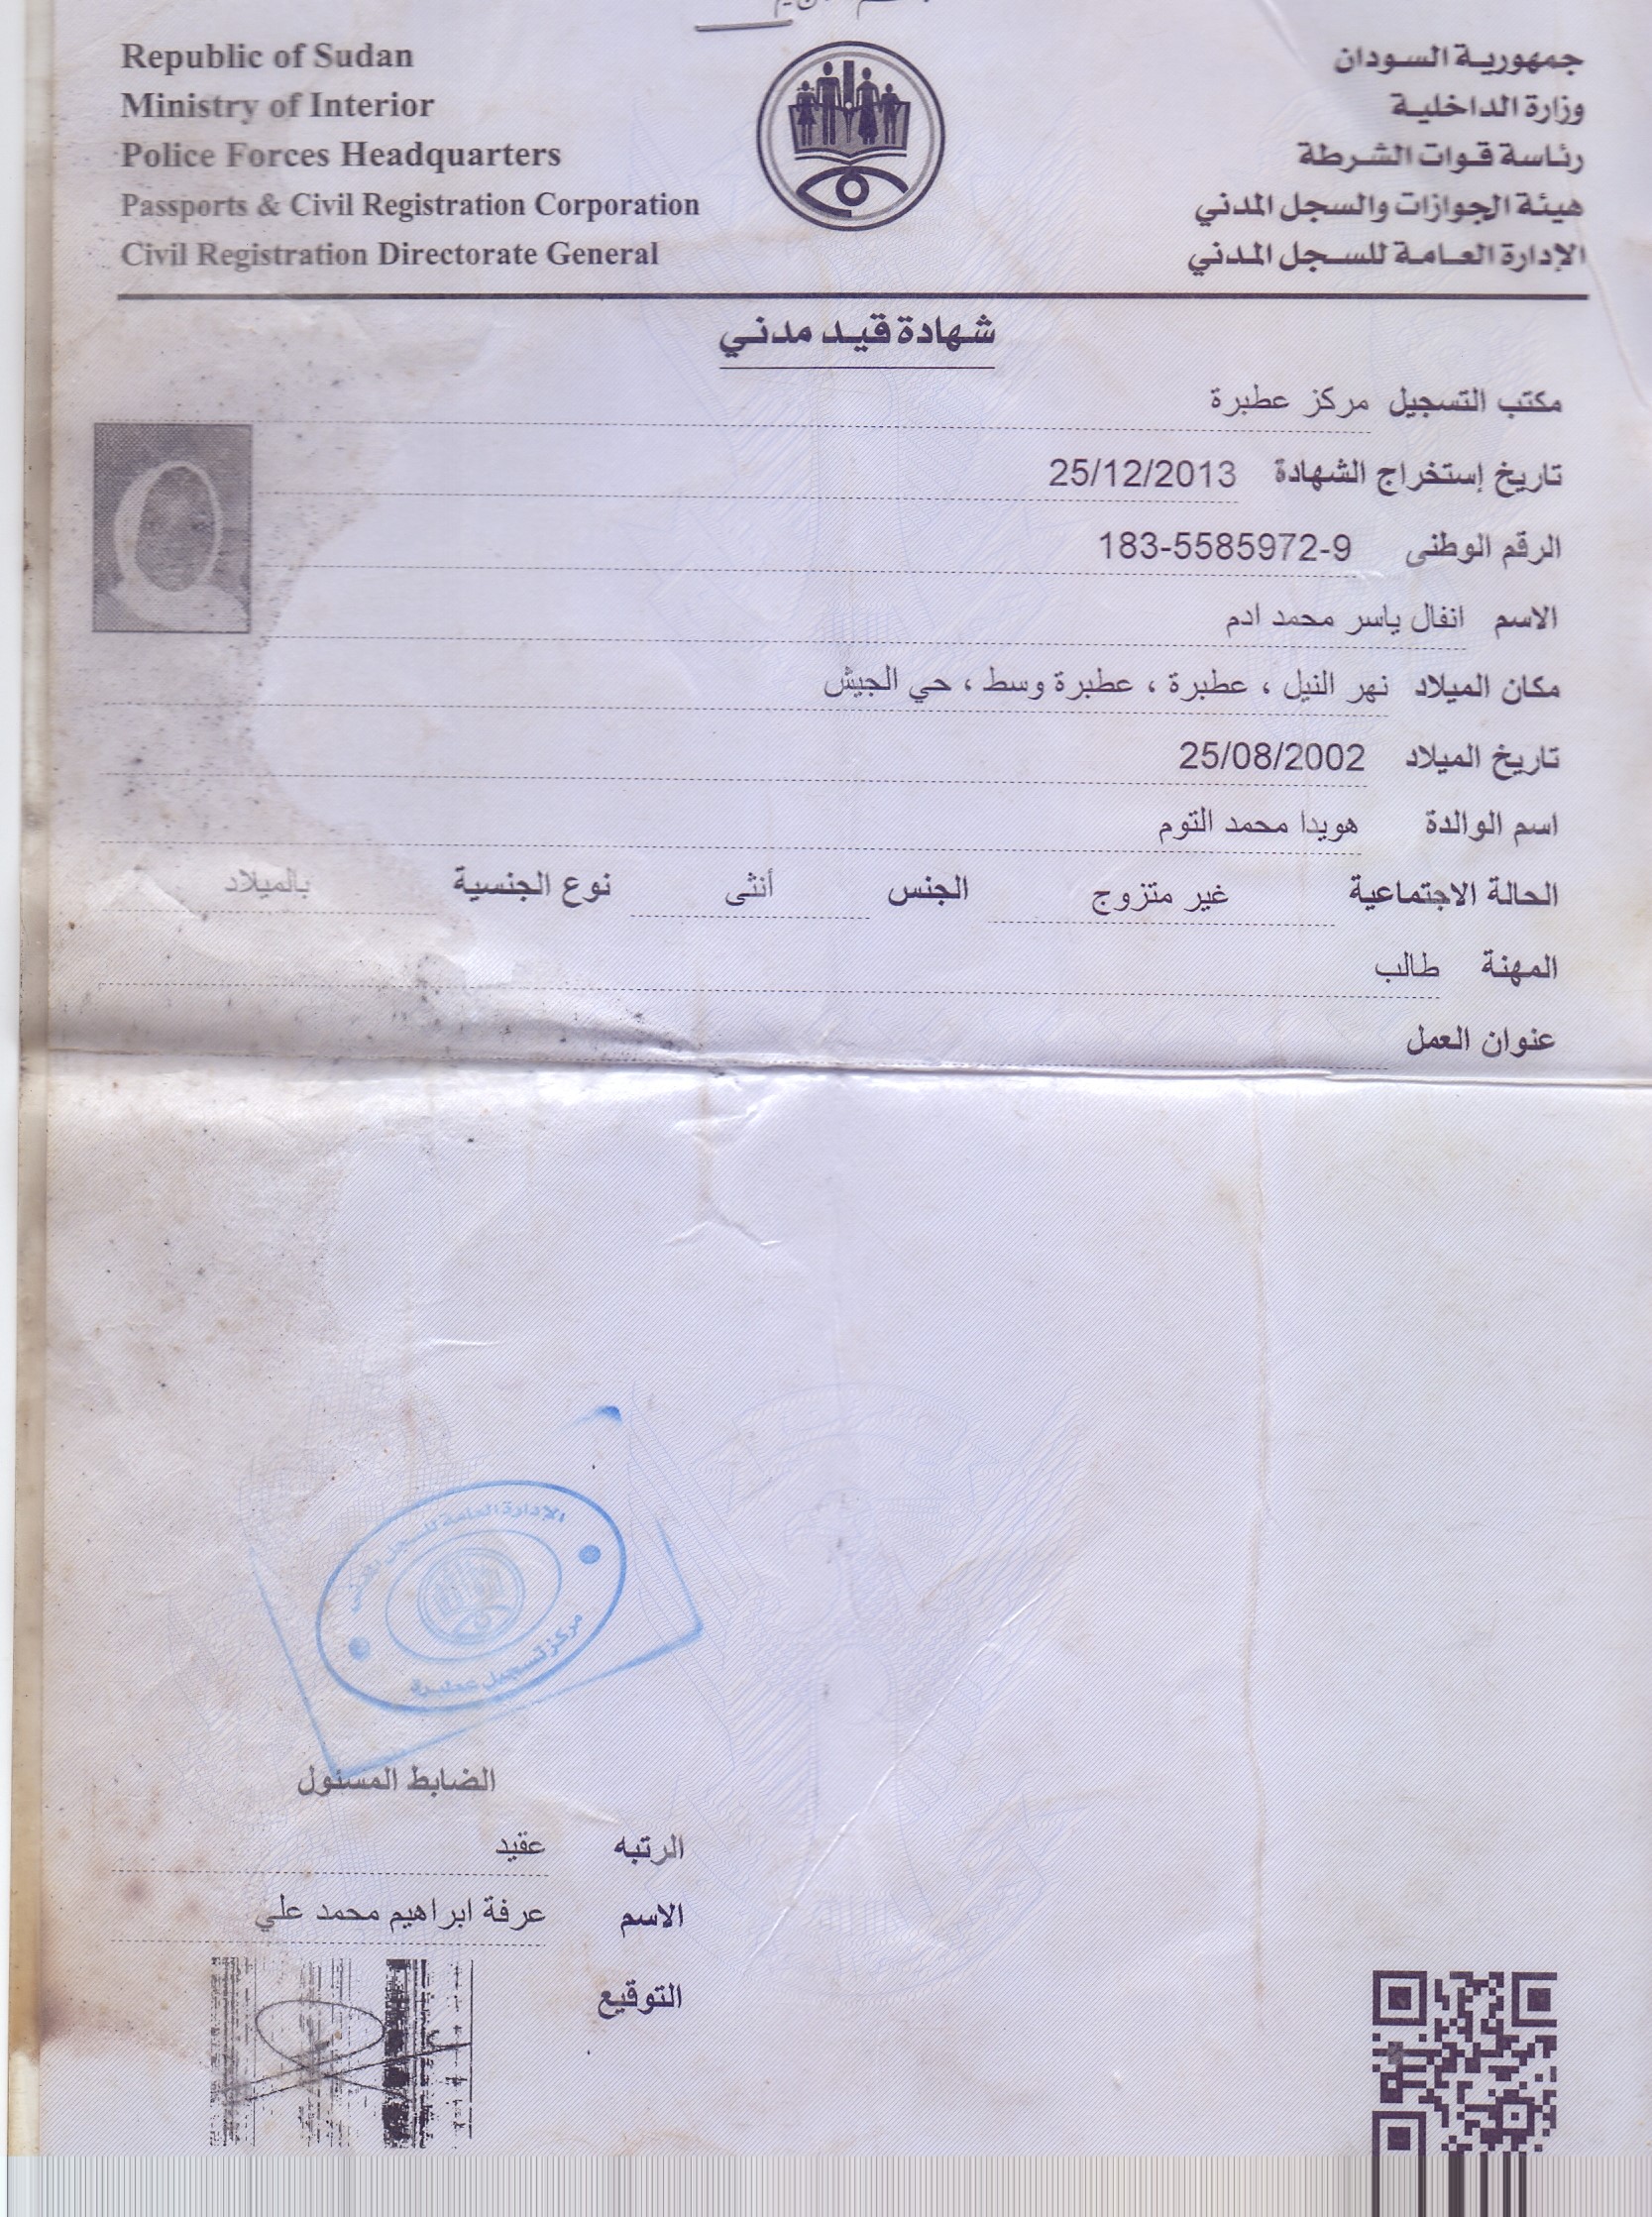 Republic of Sudan
Ministry of Interior
Police Forces Headquarters
Passports & Civil Registration Corporation
Civil Registration Directorate General
جمهورية السودان
وزارة الداخلية
رئاسة قوات الشرطة
هيئة الجوازات والسجل المدني
الإدارة العامة للسجل المدني
شهادة قيد مدني
مكتب التسجيل مركز عطبرة
تاريخ إستخراج الشهادة 25/12/2013
الرقم الوطنى 183-5585972-9
الاسم انفال ياسر محمد ادم
مكان الميلاد نهر النيل ، عطبرة ، عطبرة وسط ، حي الجيش
تاريخ الميلاد 25/08/2002
اسم الوالدة هويدا محمد التوم
الحالة الاجتماعية غير متزوج الجنس أنثى نوع الجنسية بالميلاد
المهنة طالب
عنوان العمل
الإدارة العامة للسجل المدني
مركز تسجيل عطبرة
الضابط المسئول
الرتبه عقيد
الاسم عرفة ابراهيم محمد علي
التوقيع